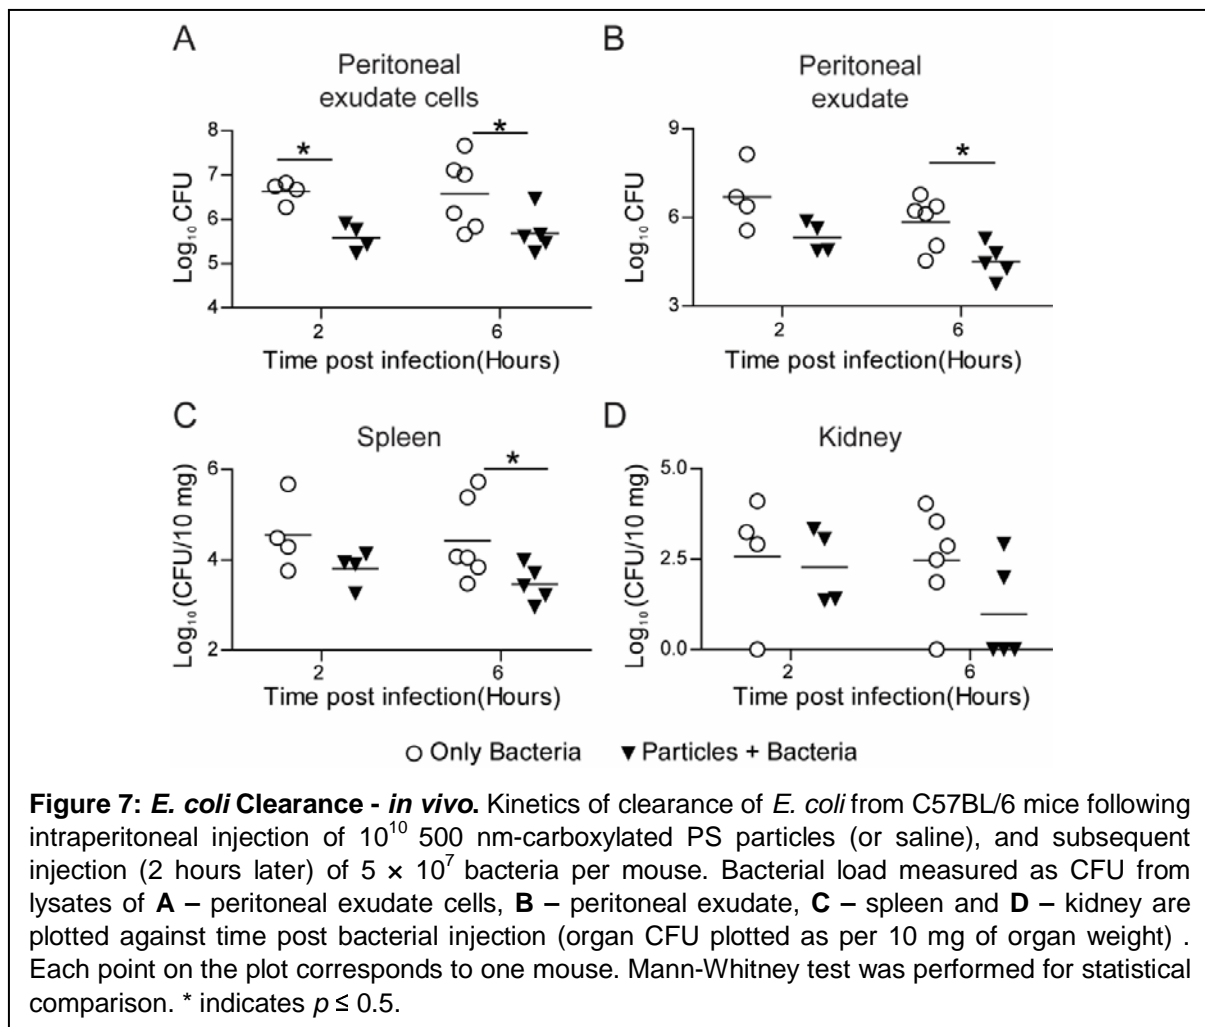 A
Peritoneal
exudate cells
8
7
6
5
4
Log₁₀ CFU
*
*
2
6
Time post infection(Hours)
B
Peritoneal
exudate
9
6
3
Log₁₀ CFU
*
2
6
Time post infection(Hours)
C
Spleen
6
4
2
Log₁₀ (CFU/10 mg)
*
2
6
Time post infection(Hours)
D
Kidney
5.0
2.5
0.0
Log₁₀ (CFU/10 mg)
2
6
Time post infection(Hours)
Only Bacteria
Particles + Bacteria
Figure 7: E. coli Clearance - in vivo. Kinetics of clearance of E. coli from C57BL/6 mice following
intraperitoneal injection of 10¹⁰ 500 nm-carboxylated PS particles (or saline), and subsequent
injection (2 hours later) of 5 × 10⁷ bacteria per mouse. Bacterial load measured as CFU from
lysates of A – peritoneal exudate cells, B – peritoneal exudate, C – spleen and D – kidney are
plotted against time post bacterial injection (organ CFU plotted as per 10 mg of organ weight) .
Each point on the plot corresponds to one mouse. Mann-Whitney test was performed for statistical
comparison. * indicates p ≤ 0.5.